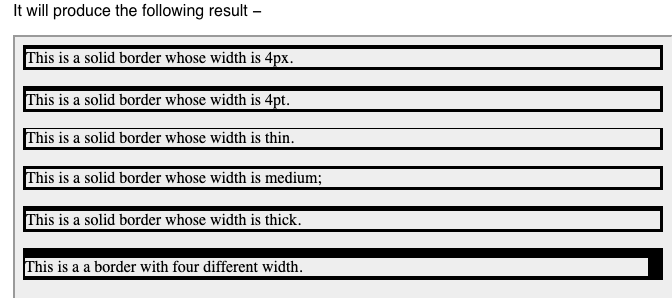 It will produce the following result –
This is a solid border whose width is 4px.
This is a solid border whose width is 4pt.
This is a solid border whose width is thin.
This is a solid border whose width is medium;
This is a solid border whose width is thick.
This is a a border with four different width.